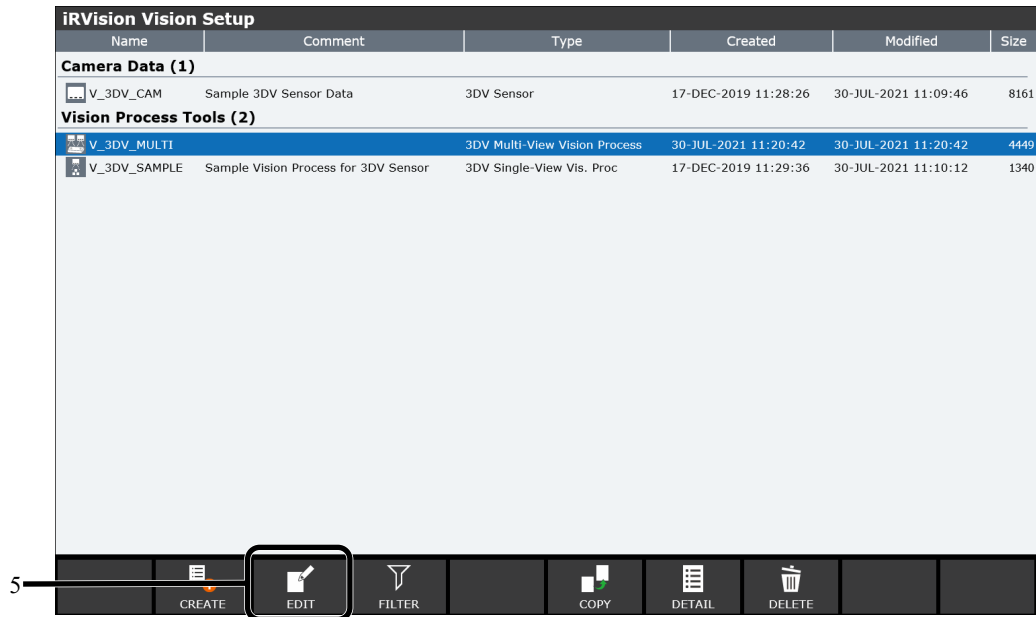 iRVision Vision Setup
Name Comment Type Created Modified Size
Camera Data (1)
V_3DV_CAM Sample 3DV Sensor Data 3DV Sensor 17-DEC-2019 11:28:26 30-JUL-2021 11:09:46 8161
Vision Process Tools (2)
V_3DV_MULTI 3DV Multi-View Vision Process 30-JUL-2021 11:20:42 30-JUL-2021 11:20:42 4449
V_3DV_SAMPLE Sample Vision Process for 3DV Sensor 3DV Single-View Vis. Proc 17-DEC-2019 11:29:36 30-JUL-2021 11:10:12 1340
5
CREATE EDIT FILTER COPY DETAIL DELETE